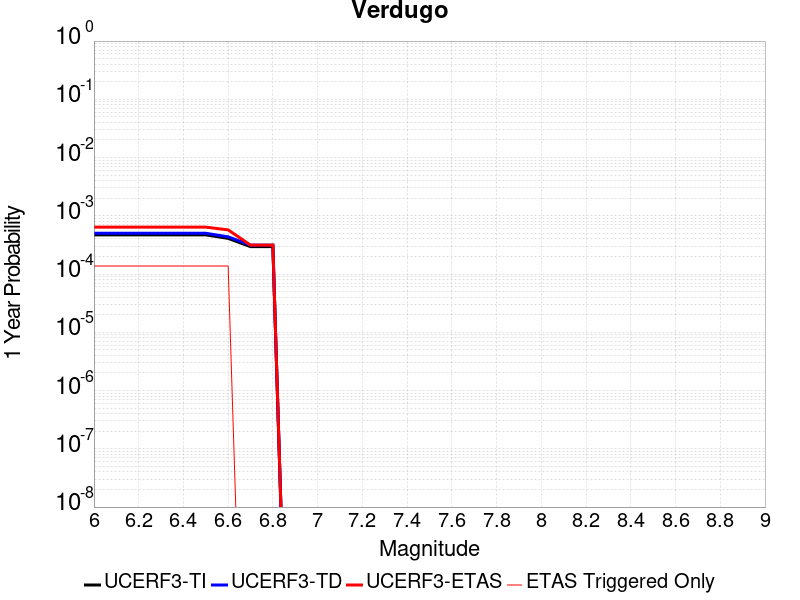 Verdugo
10^0
10^-1
10^-2
10^-3
10^-4
10^-5
10^-6
10^-7
10^-8
1 Year Probability
6 6.2 6.4 6.6 6.8 7 7.2 7.4 7.6 7.8 8 8.2 8.4 8.6 8.8 9
Magnitude
UCERF3-TI UCERF3-TD UCERF3-ETAS ETAS Triggered Only